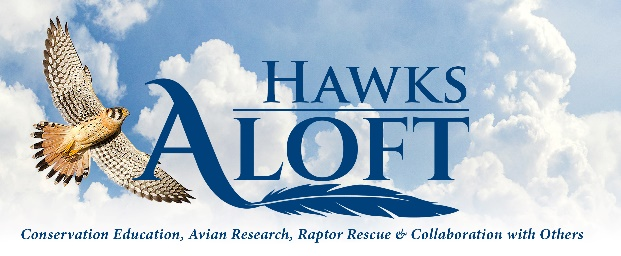 HAWKS
ALOFT
Conservation Education, Avian Research, Raptor Rescue & Collaboration with Others